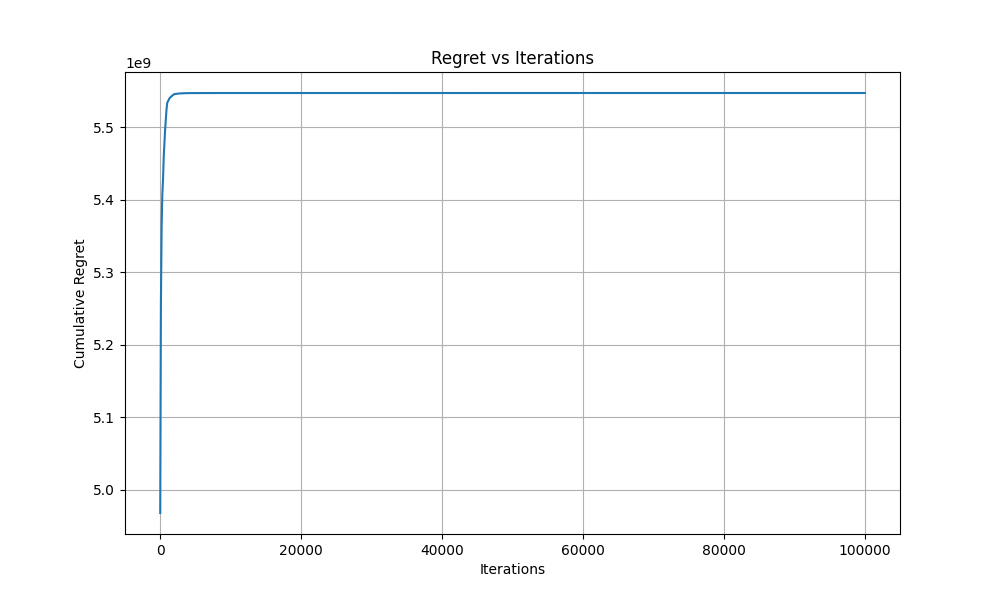 Regret vs Iterations
1e9
5.5
5.4
5.3
5.2
5.1
5.0
Cumulative Regret
0 20000 40000 60000 80000 100000
Iterations